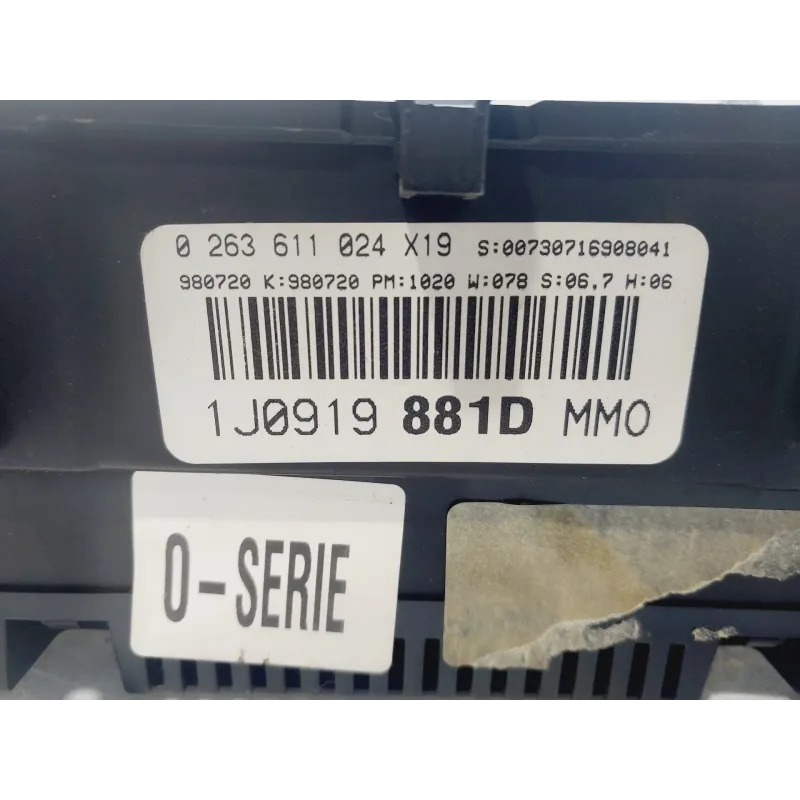 0 263 611 024 X19 S:00730716908041
980720 K:980720 PM:1020 W:078 S:06.7 H:06
1J0919 881D MMO
0-SERIE